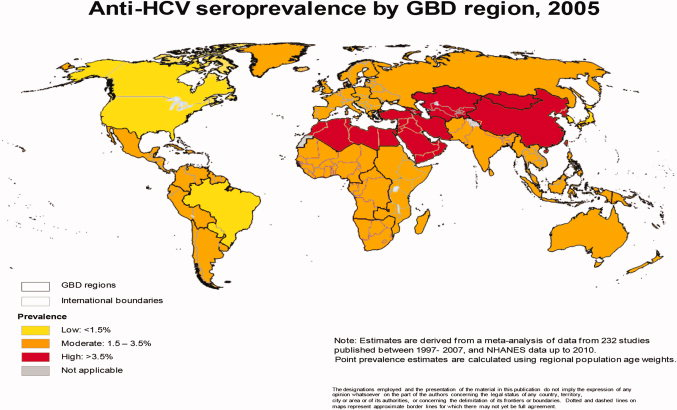 Anti-HCV seroprevalence by GBD region, 2005
GBD regions
International boundaries
Prevalence
Low: <1.5%
Moderate: 1.5 – 3.5%
High: >3.5%
Not applicable
Note: Estimates are derived from a meta-analysis of data from 232 studies
published between 1997- 2007, and NHANES data up to 2010.
Point prevalence estimates are calculated using regional population age weights.
The designations employed and the presentation of the material in this publication do not imply the expression of any
opinion whatsoever on the part of the authors concerning the legal status of any country, territory,
city or area or of its authorities, or concerning the delimitation of its frontiers or boundaries. Dotted and dashed lines on
maps represent approximate border lines for which there may not yet be full agreement.